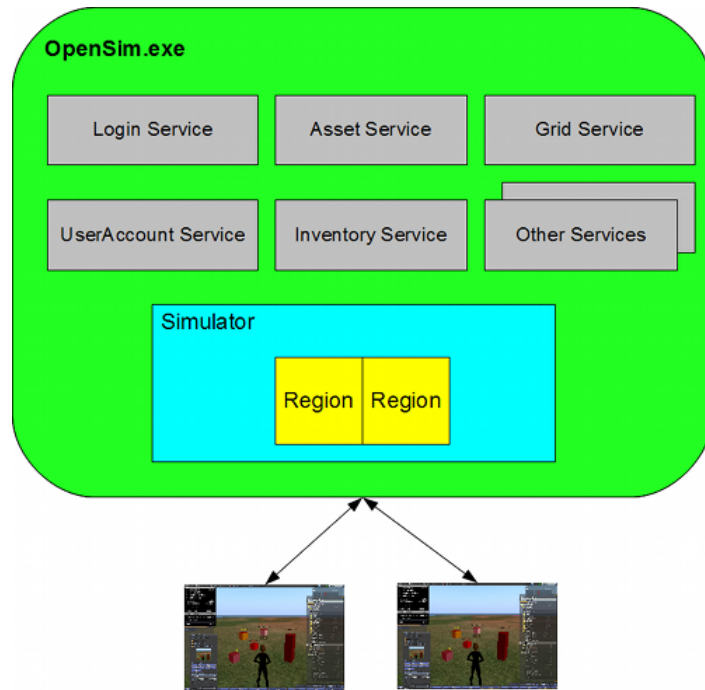 OpenSim.exe
Login Service
Asset Service
Grid Service
UserAccount Service
Inventory Service
Other Services
Simulator
Region
Region